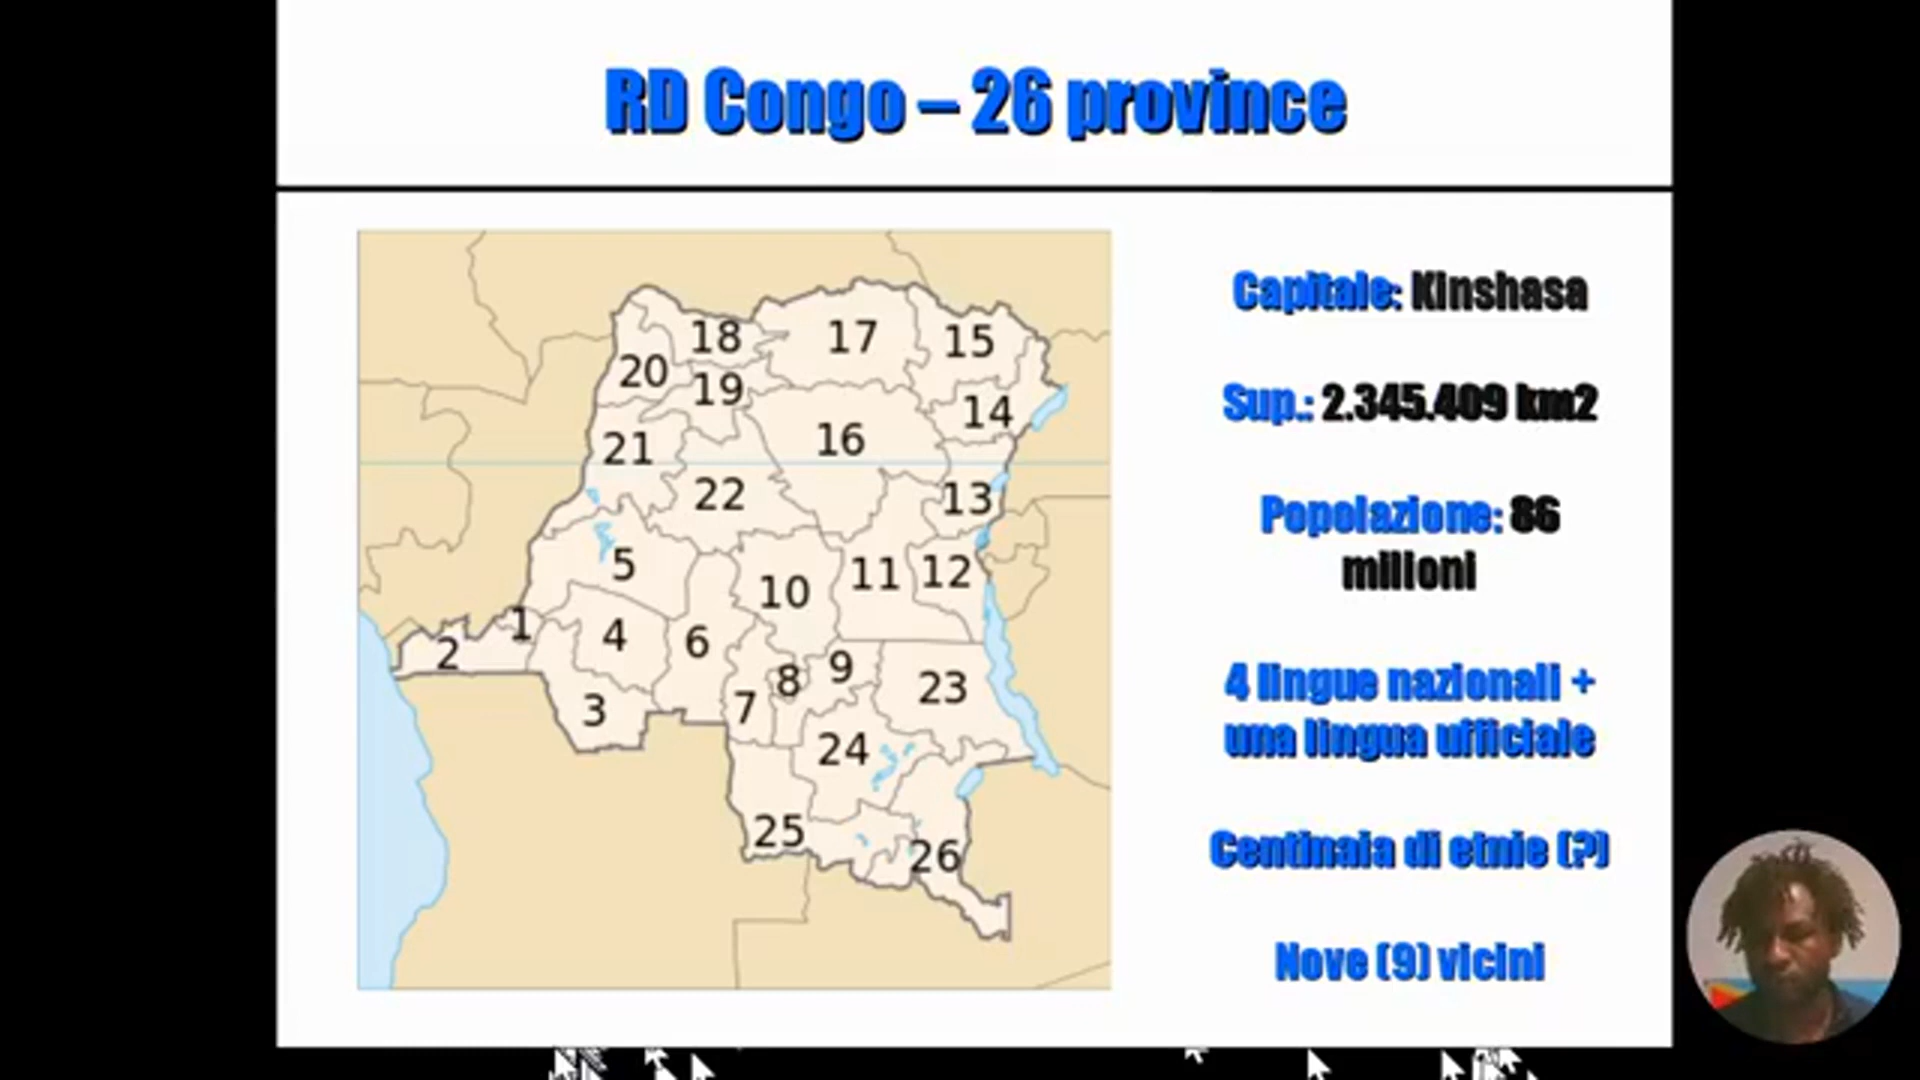 RD Congo – 26 province
Capitale: Kinshasa
Sup.: 2.345.409 km2
Popolazione: 86
milioni
4 lingue nazionali +
una lingua ufficiale
Centinaia di etnie (?)
Nove (9) vicini
18
17
15
20
19
14
16
21
22
13
5
10
11
12
1
2
4
6
8
9
3
7
23
24
25
26